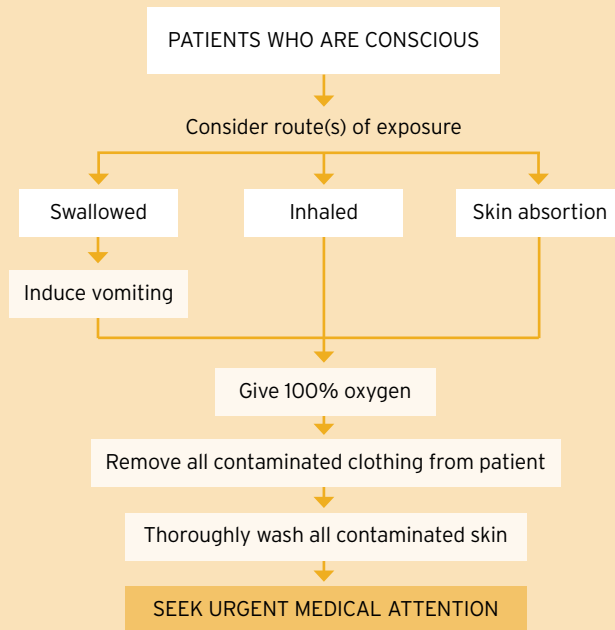 PATIENTS WHO ARE CONSCIOUS
Consider route(s) of exposure
Swallowed
Inhaled
Skin absortion
Induce vomiting
Give 100% oxygen
Remove all contaminated clothing from patient
Thoroughly wash all contaminated skin
SEEK URGENT MEDICAL ATTENTION